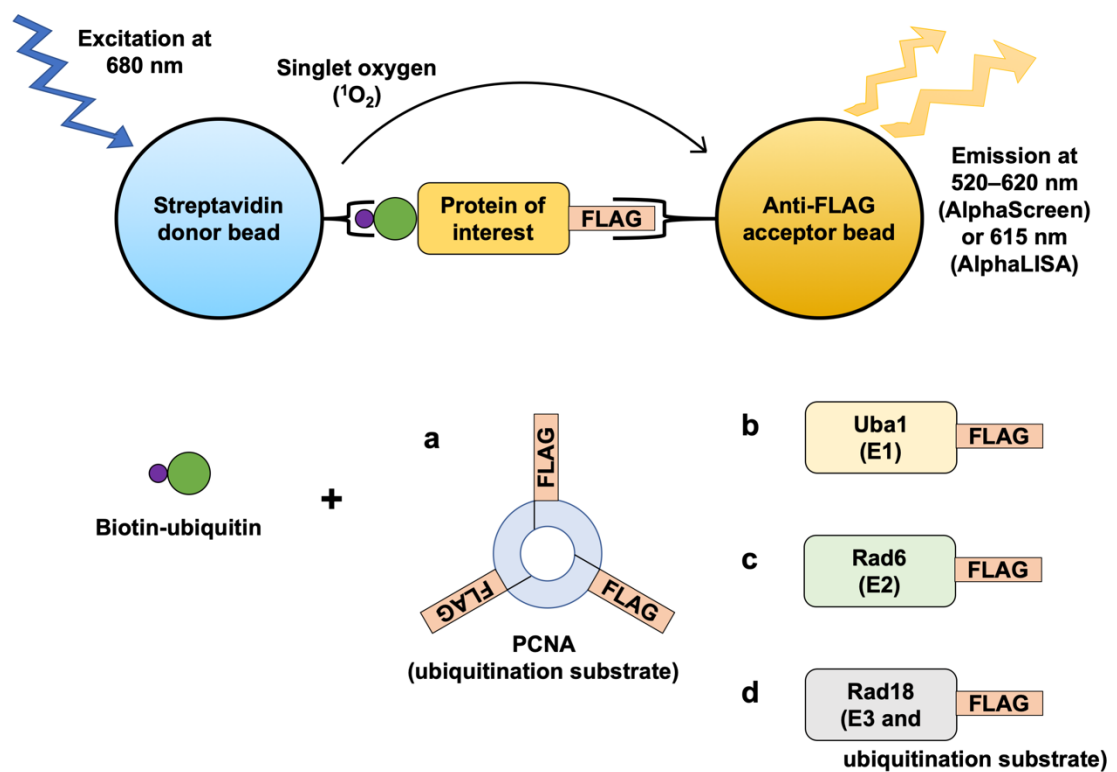 Excitation at
680 nm
Singlet oxygen
(¹O₂)
Streptavidin
donor bead
Protein of
interest
FLAG
Anti-FLAG
acceptor bead
Emission at
520–620 nm
(AlphaScreen)
or 615 nm
(AlphaLISA)
Biotin-ubiquitin
+
a
FLAG
FLAG
FLAG
PCNA
(ubiquitination substrate)
b
Uba1
(E1)
FLAG
c
Rad6
(E2)
FLAG
d
Rad18
(E3 and
FLAG
ubiquitination substrate)